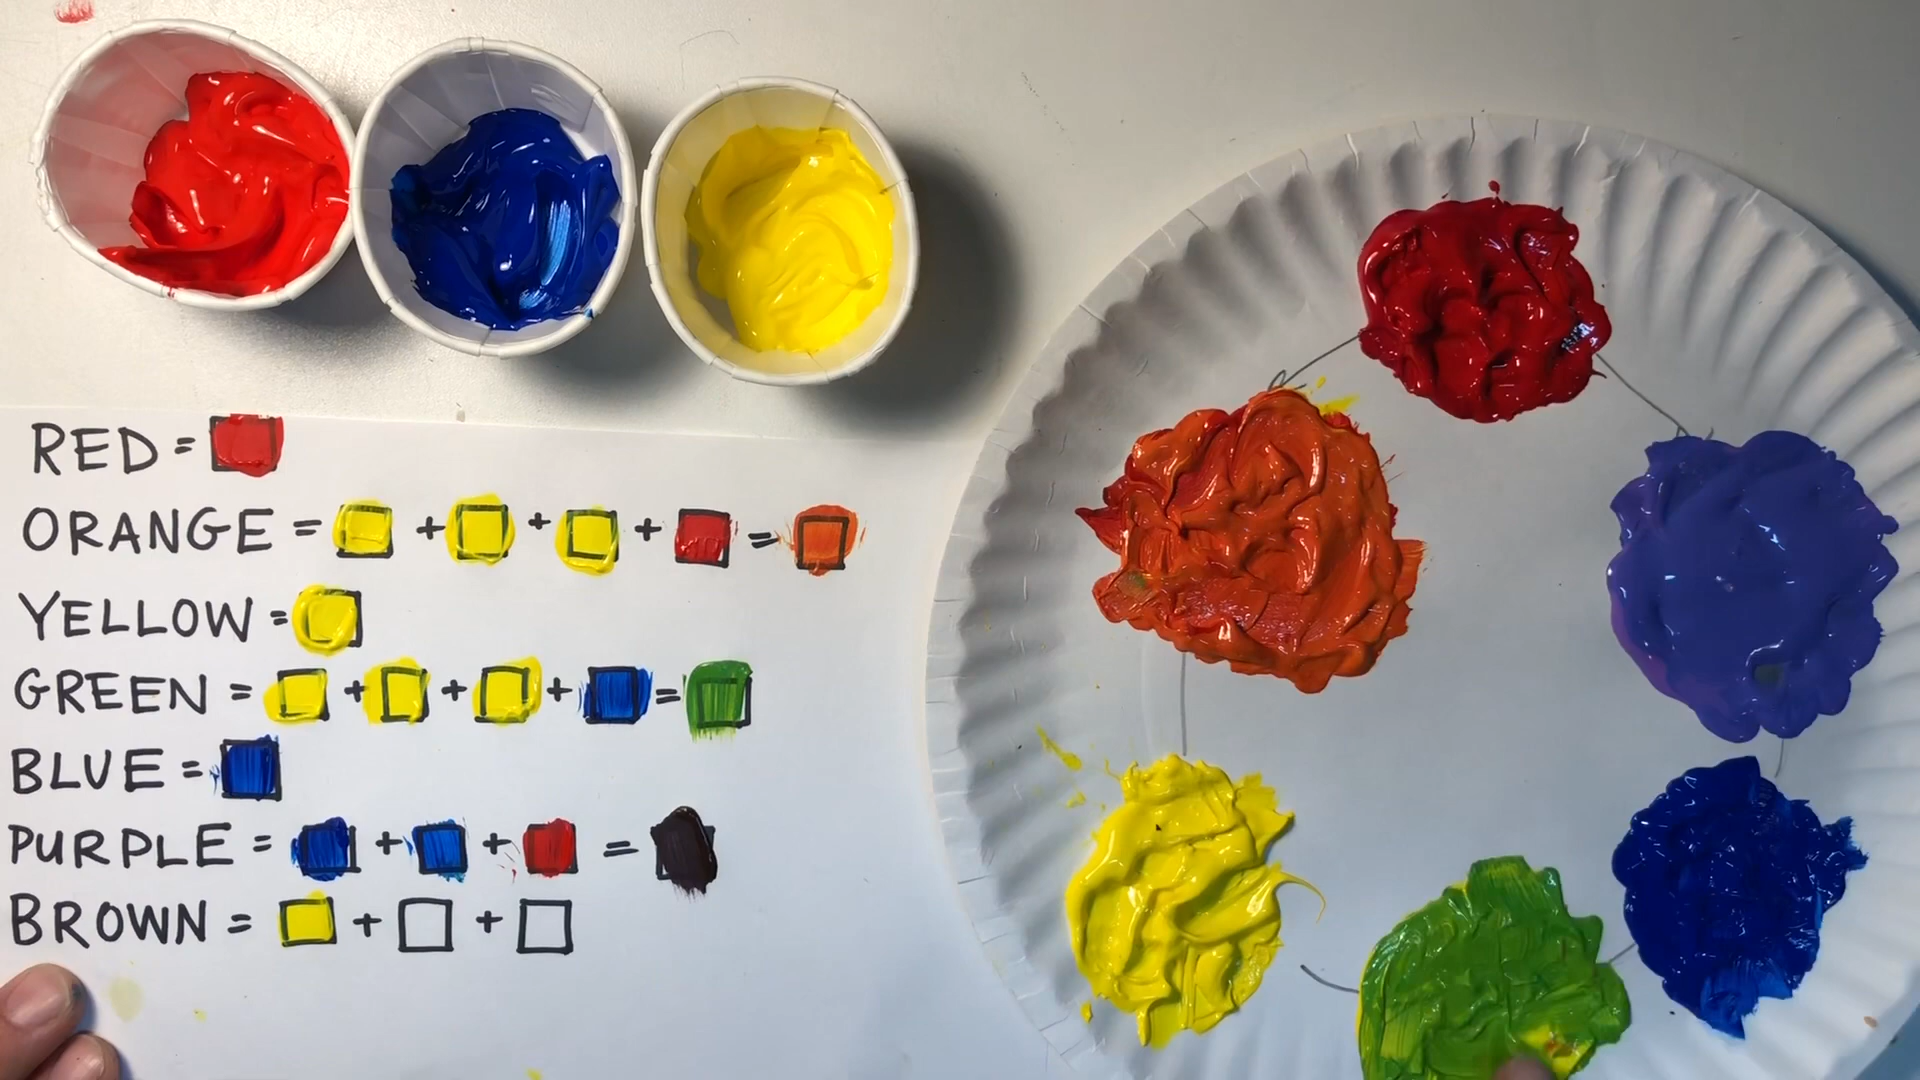 RED =
ORANGE = + + + =
YELLOW =
GREEN = + + + =
BLUE =
PURPLE = + + =
BROWN = + +